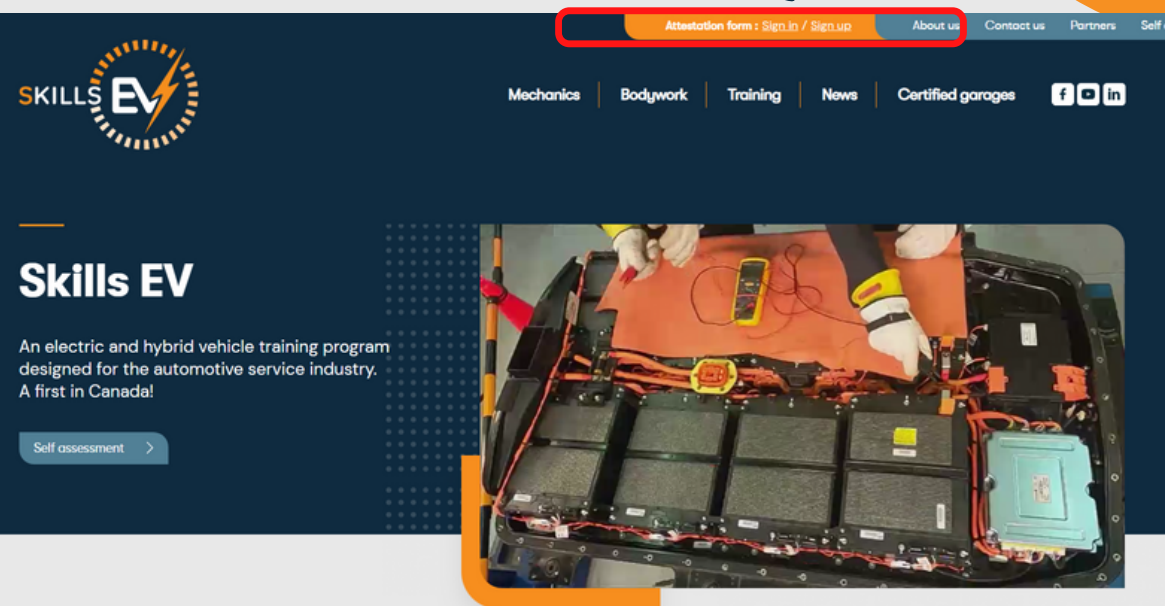 Attestation form : Sign in / Sign up
About us
Contact us
Partners
Self
SKILLS EV
Mechanics
Bodywork
Training
News
Certified garages
f
in
Skills EV
An electric and hybrid vehicle training program
designed for the automotive service industry.
A first in Canada!
Self assessment